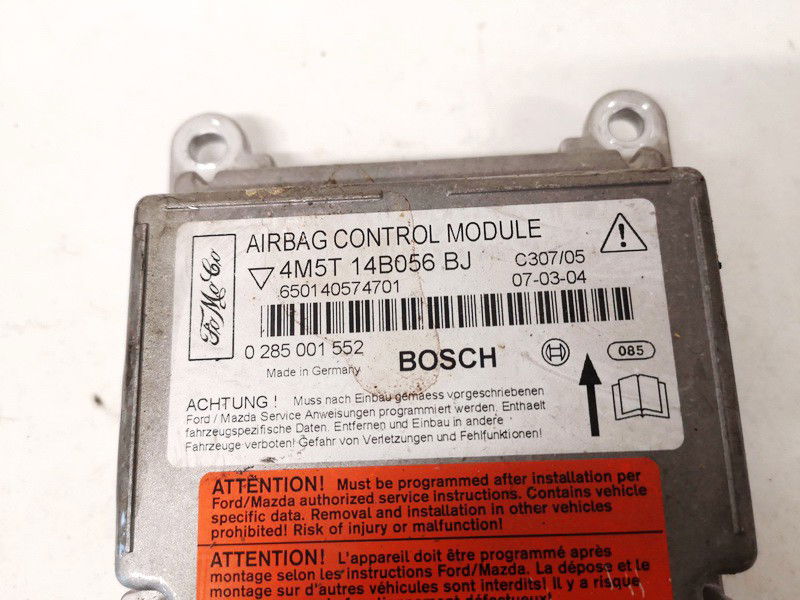 FoMoCo
AIRBAG CONTROL MODULE
4M5T 14B056 BJ C307/05
650140574701 07-03-04
0 285 001 552 BOSCH 085
Made in Germany
ACHTUNG ! Muss nach Einbau gemaess vorgeschriebenen
Ford / Mazda Service Anweisungen programmiert werden. Enthaelt
fahrzeugspezifische Daten. Entfernen und Einbau in andere
Fahrzeuge verboten! Gefahr von Verletzungen und Fehlfunktionen!
ATTENTION! Must be programmed after installation per
Ford/Mazda authorized service instructions. Contains vehicle
specific data. Removal and installation in other vehicles
prohibited! Risk of injury or malfunction!
ATTENTION! L'appareil doit être programmé après
montage selon les instructions Ford/Mazda. La dépose et le
montage sur d'autres véhicules sont interdits! Il y a risque